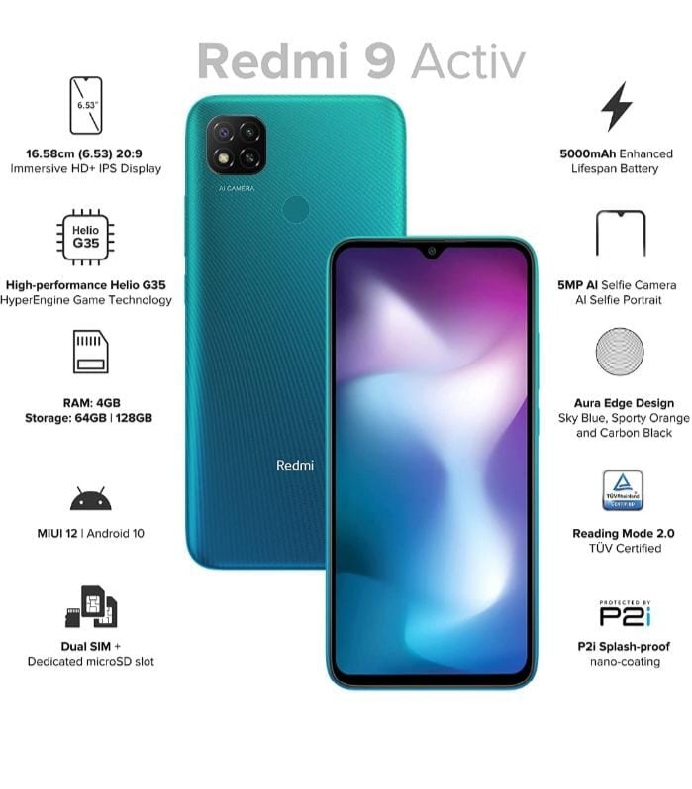 Redmi 9 Activ
6.53"
16.58cm (6.53) 20:9
Immersive HD+ IPS Display
Helio
G35
High-performance Helio G35
HyperEngine Game Technology
RAM: 4GB
Storage: 64GB | 128GB
MIUI 12 | Android 10
Dual SIM +
Dedicated microSD slot
AI CAMERA
Redmi
5000mAh Enhanced
Lifespan Battery
5MP AI Selfie Camera
AI Selfie Portrait
Aura Edge Design
Sky Blue, Sporty Orange
and Carbon Black
TÜVRheinland
CERTIFIED
Reading Mode 2.0
TÜV Certified
PROTECTED BY
P2i
P2i Splash-proof
nano-coating